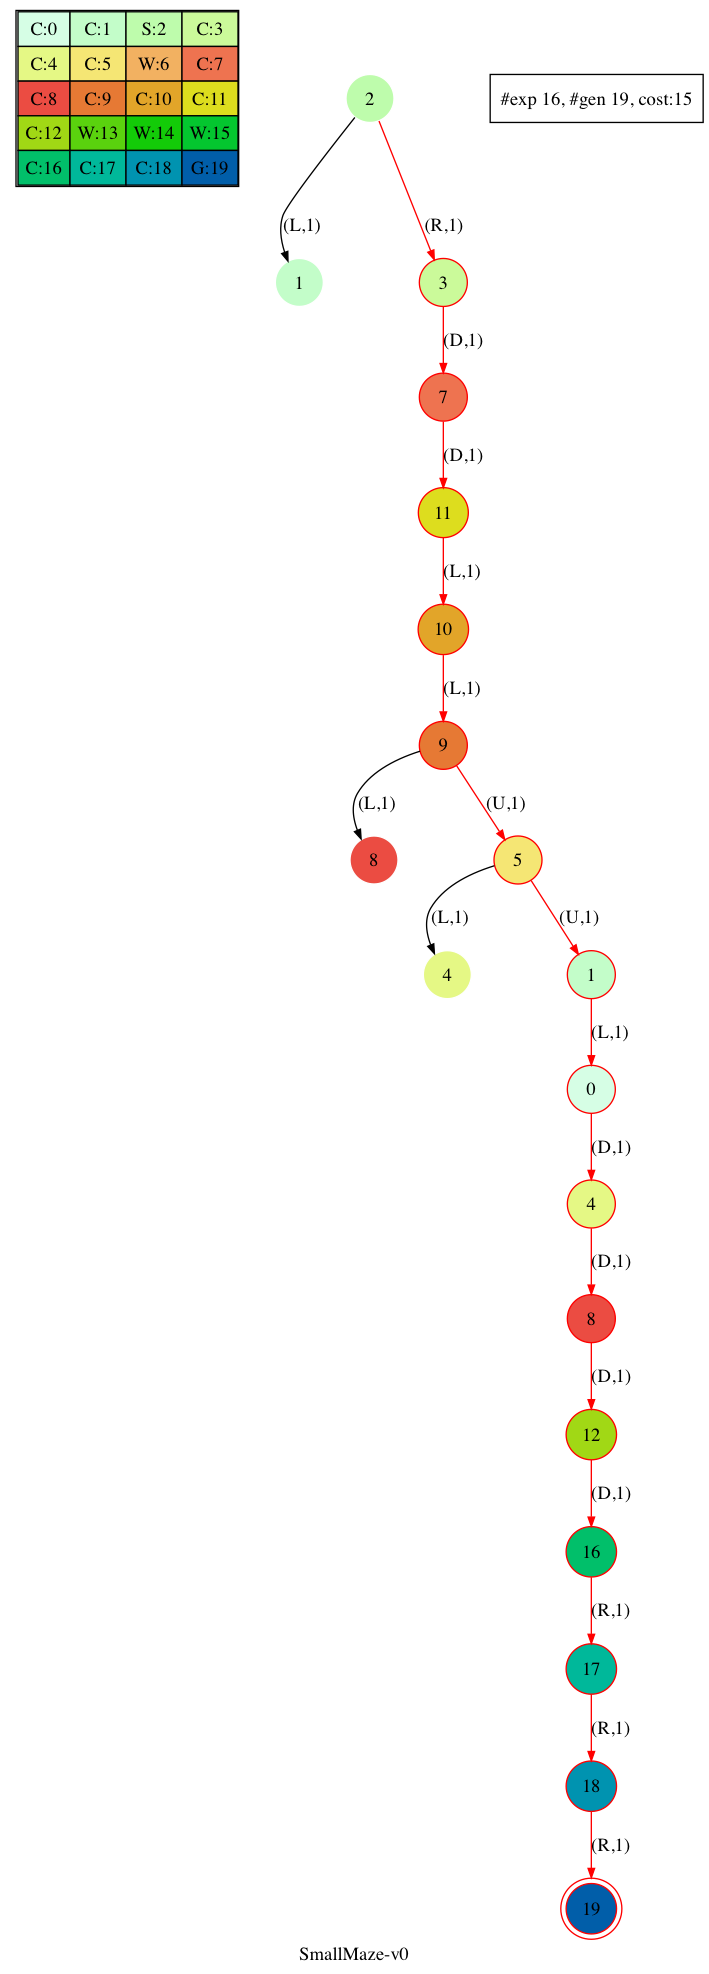 C:0 C:1 S:2 C:3
C:4 C:5 W:6 C:7
C:8 C:9 C:10 C:11
C:12 W:13 W:14 W:15
C:16 C:17 C:18 G:19
#exp 16, #gen 19, cost:15
2
(L,1) (R,1)
1 3
(D,1)
7
(D,1)
11
(L,1)
10
(L,1)
9
(L,1) (U,1)
8 5
(L,1) (U,1)
4 1
(L,1)
0
(D,1)
4
(D,1)
8
(D,1)
12
(D,1)
16
(R,1)
17
(R,1)
18
(R,1)
19
SmallMaze-v0